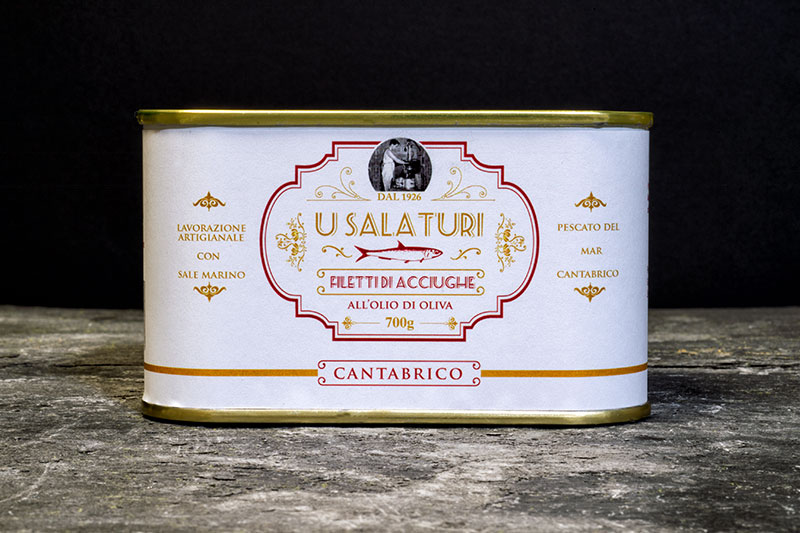 DAL 1926
U SALATURI
FILETTI DI ACCIUGHE
ALL'OLIO DI OLIVA
700g
CANTABRICO
LAVORAZIONE
ARTIGIANALE
CON
SALE MARINO
PESCATO DEL
MAR
CANTABRICO